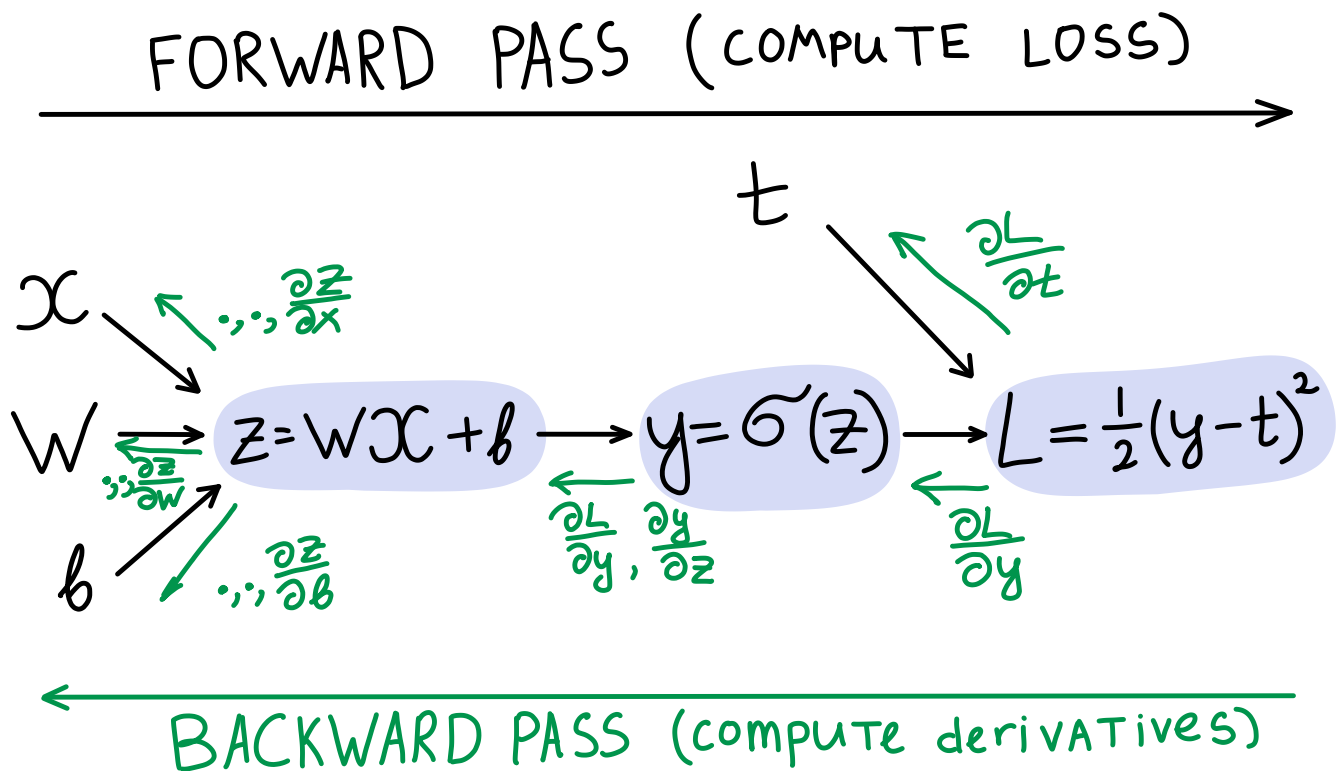 FORWARD PASS (COMPUTE LOSS)
t
∂L/∂t
x
.,.,∂z/∂x
w
z=wx+b
y=σ(z)
L=1/2(y-t)²
.,.,∂z/∂w
∂L/∂y,∂y/∂z
∂L/∂y
b
.,.,∂z/∂b
BACKWARD PASS (compute derivatives)